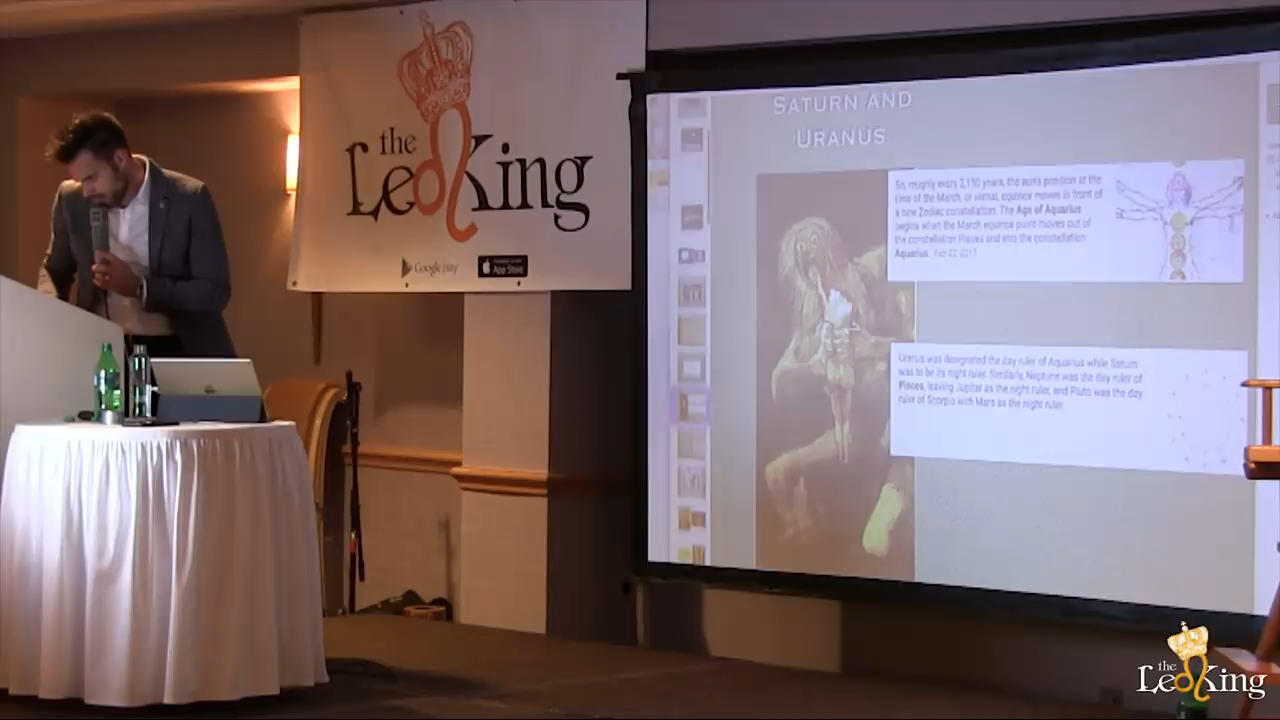 the
LeoKing
Google play
App Store
SATURN AND
URANUS
So, roughly every 2,150 years, the sun's position at the
time of the March, or vernal, equinox moves in front of
a new Zodiac constellation. The Age of Aquarius
begins when the March equinox point moves out of
the constellation Pisces and into the constellation
Aquarius. Feb 22, 2017
Uranus was designated the day ruler of Aquarius while Saturn
was to be its night ruler. Similarly, Neptune was the day ruler of
Pisces, leaving Jupiter as the night ruler, and Pluto was the day
ruler of Scorpio with Mars as the night ruler.
the
LeoKing